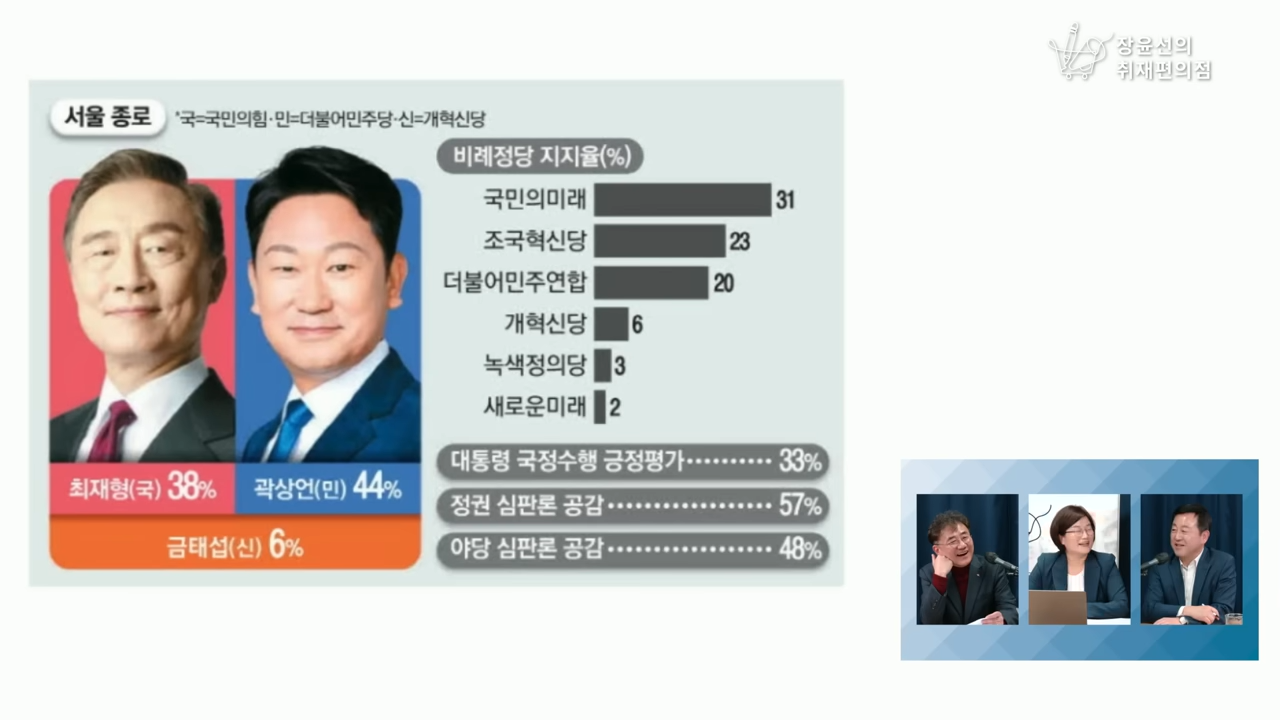 장윤선의
취재편의점
서울 종로
*국=국민의힘·민=더불어민주당·신=개혁신당
비례정당 지지율(%)
국민의미래 31
조국혁신당 23
더불어민주연합 20
개혁신당 6
녹색정의당 3
새로운미래 2
최재형(국) 38%
곽상언(민) 44%
금태섭(신) 6%
대통령 국정수행 긍정평가·········· 33%
정권 심판론 공감·················· 57%
야당 심판론 공감·················· 48%